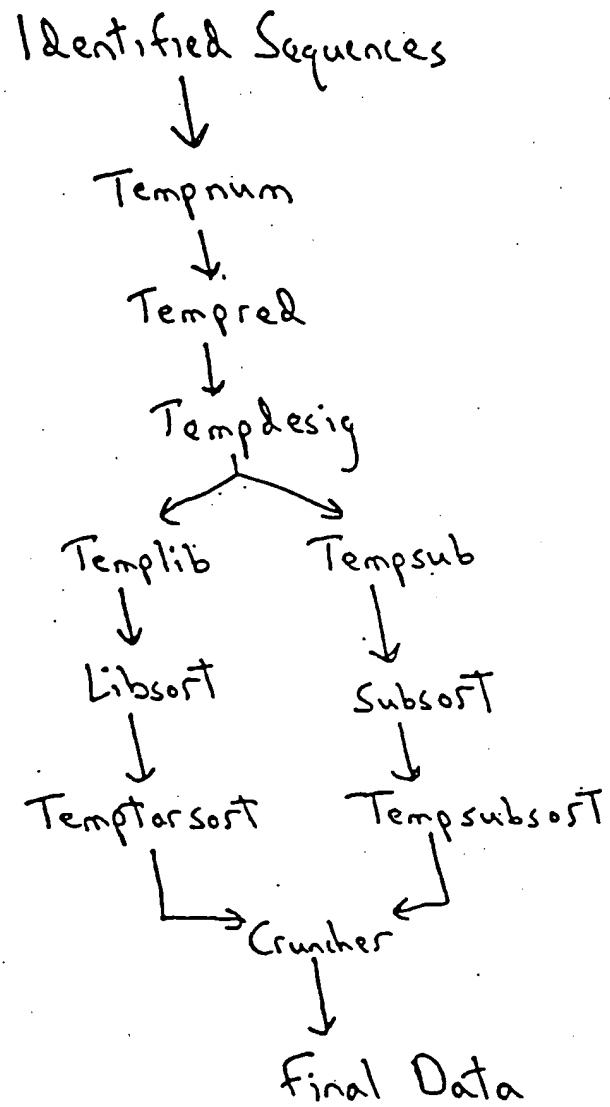 Identified Sequences
Tempnum
Tempred
Tempdesig
Templib Tempsub
Libsort Subsort
Temptarsort Tempsubsort
Cruncher
Final Data